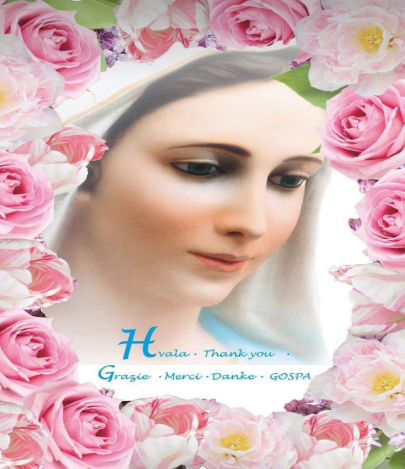 Hvala · Thank you ·
Grazie · Merci · Danke · GOSPA